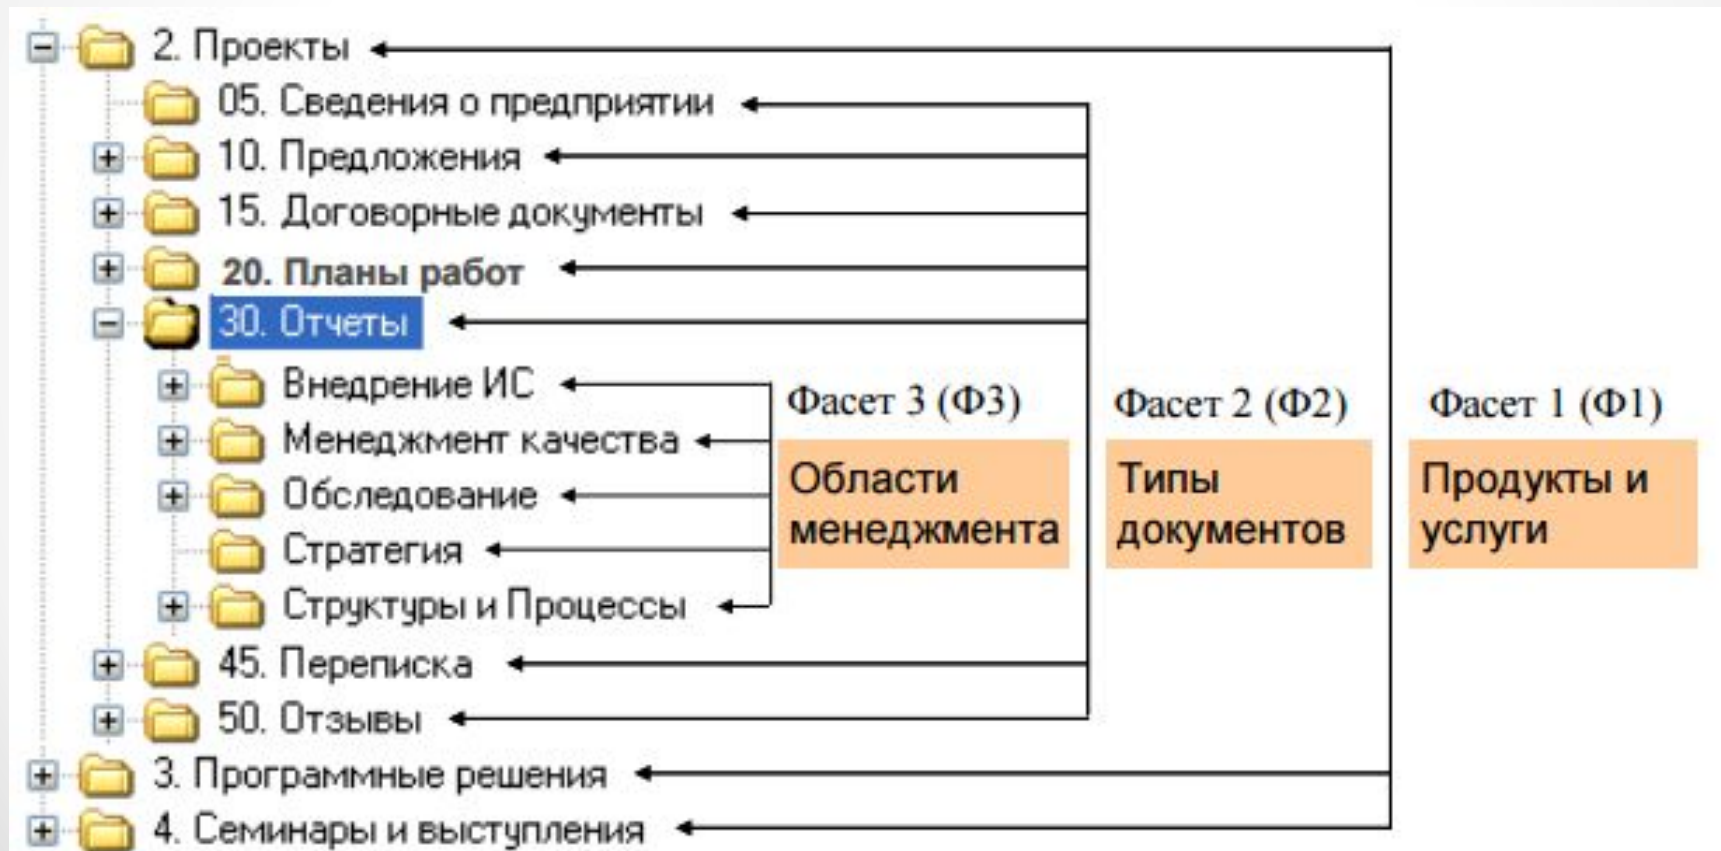 2. Проекты
05. Сведения о предприятии
10. Предложения
15. Договорные документы
20. Планы работ
30. Отчеты
Внедрение ИС
Менеджмент качества
Обследование
Стратегия
Структуры и Процессы
45. Переписка
50. Отзывы
3. Программные решения
4. Семинары и выступления
Фасет 3 (Ф3)
Области
менеджмента
Фасет 2 (Ф2)
Типы
документов
Фасет 1 (Ф1)
Продукты и
услуги